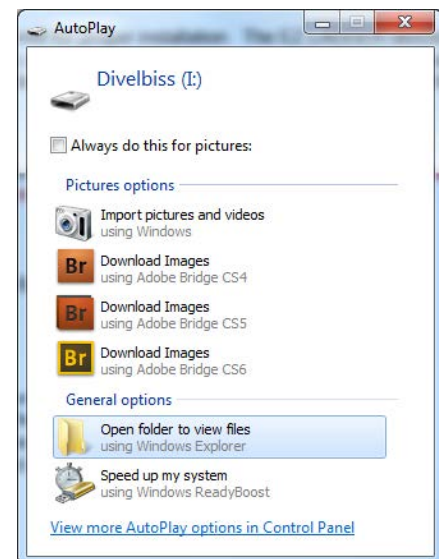 AutoPlay
Divelbiss (I:)
Always do this for pictures:
Pictures options
Import pictures and videos
using Windows
Br
Download Images
using Adobe Bridge CS4
Br
Download Images
using Adobe Bridge CS5
Br
Download Images
using Adobe Bridge CS6
General options
Open folder to view files
using Windows Explorer
Speed up my system
using Windows ReadyBoost
View more AutoPlay options in Control Panel